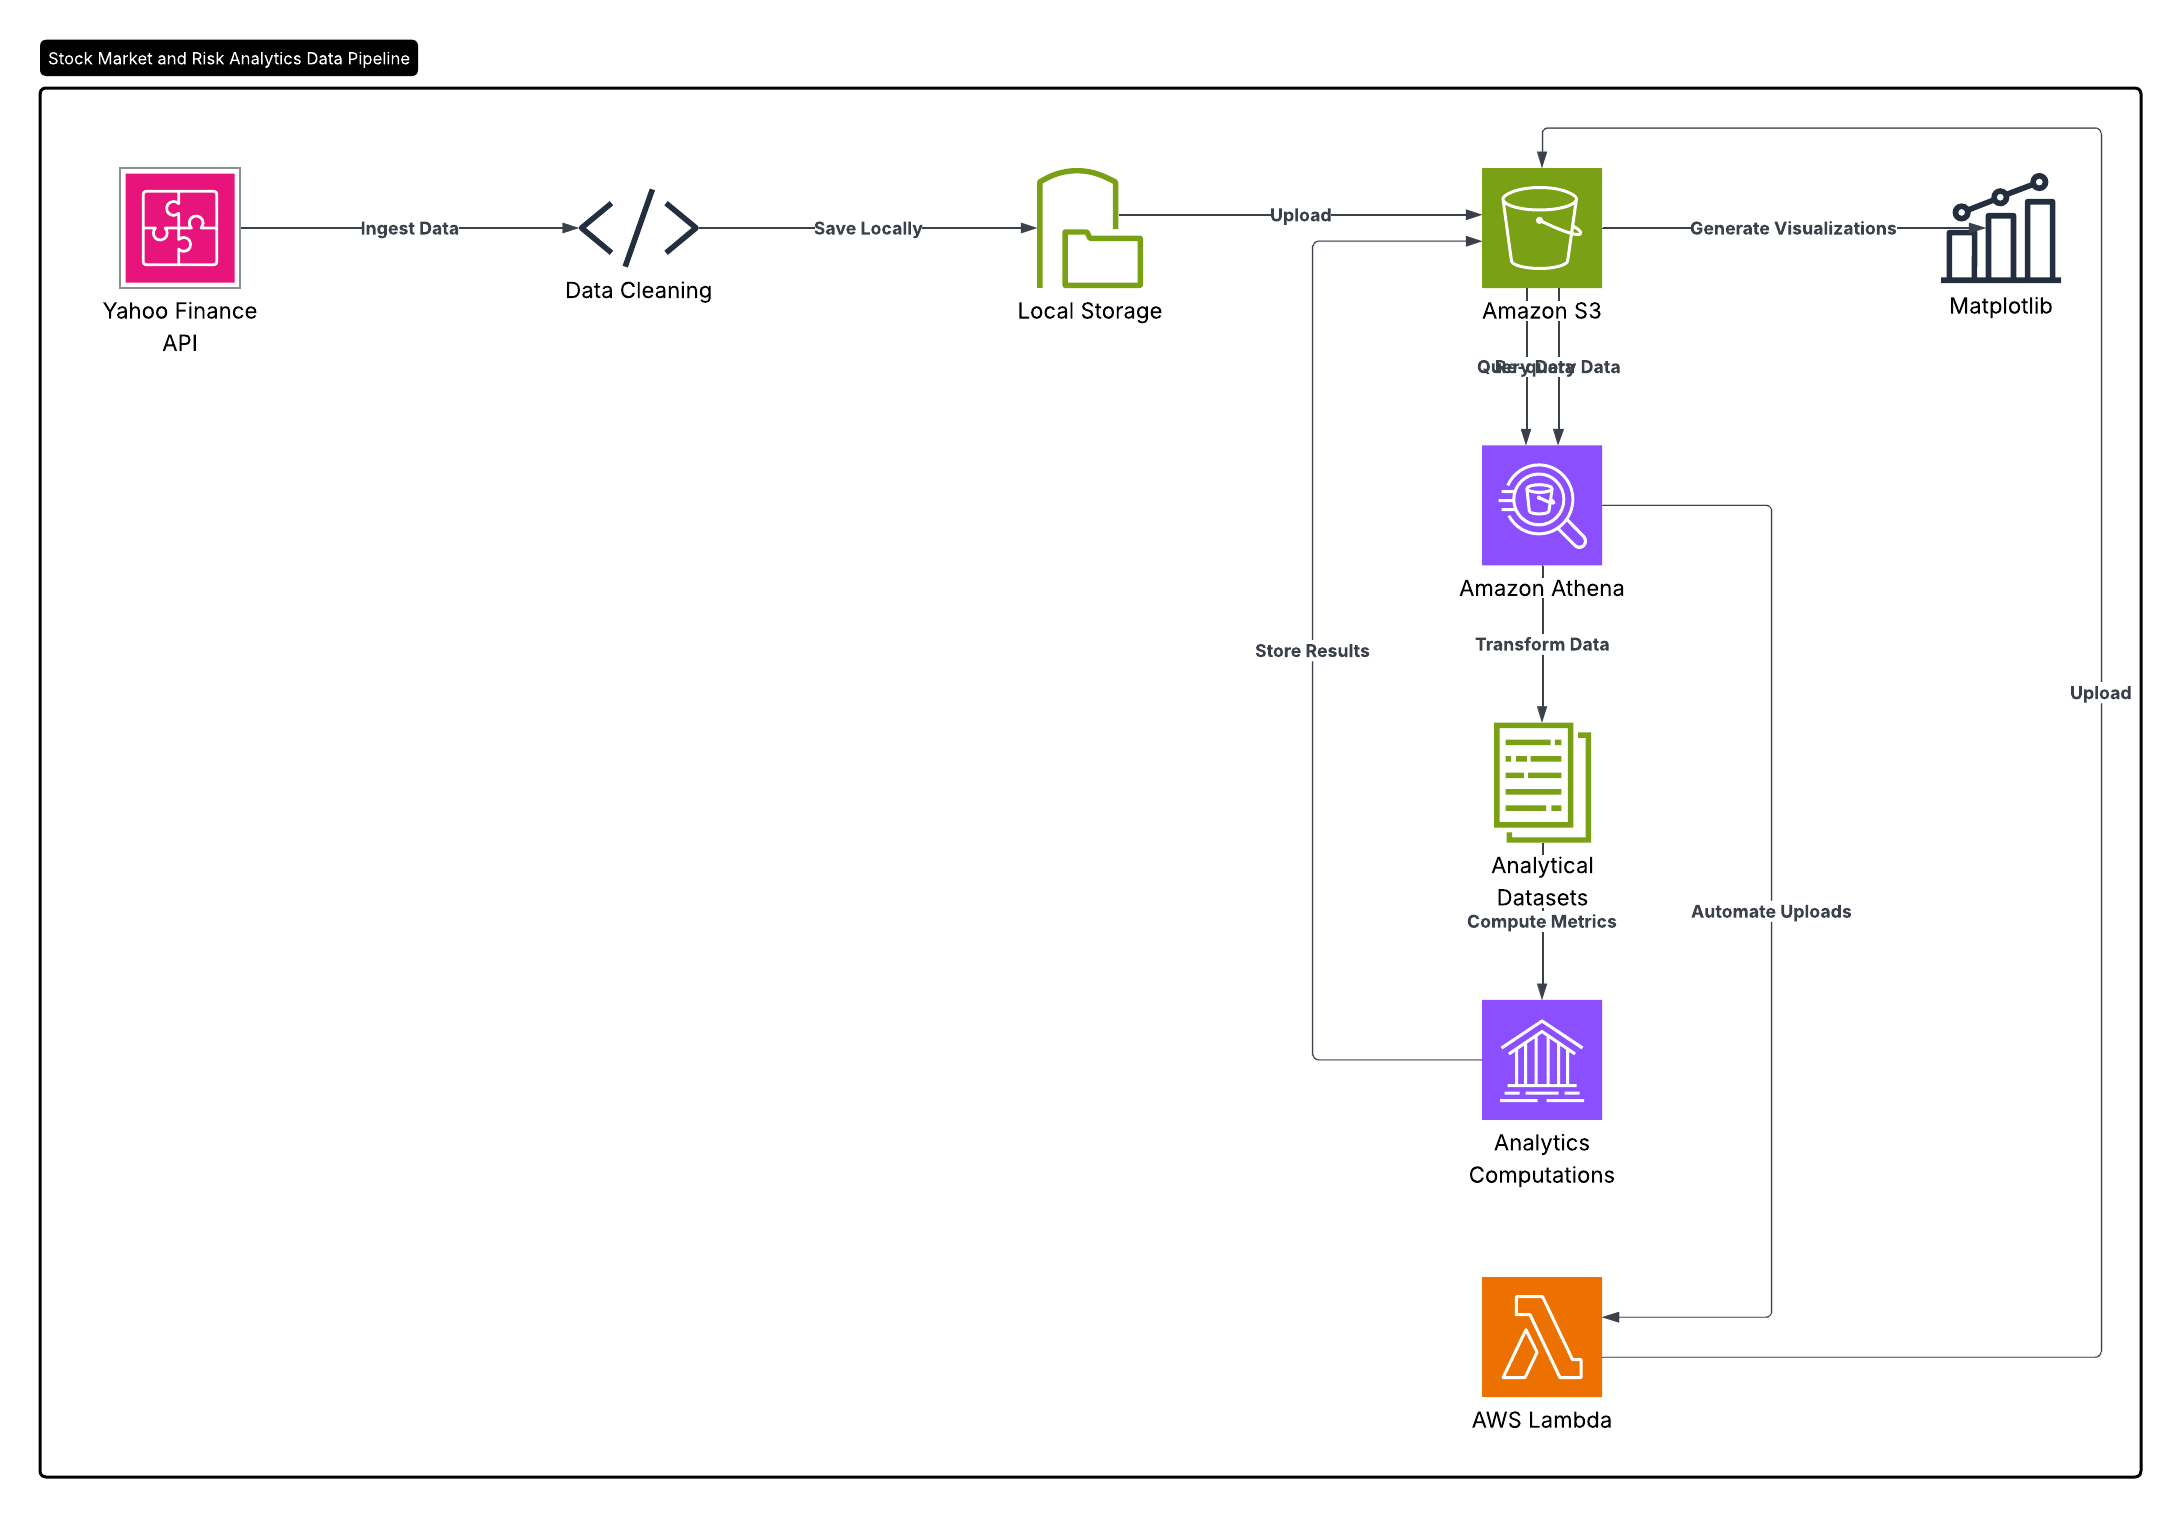 Stock Market and Risk Analytics Data Pipeline
Ingest Data
Save Locally
Upload
Generate Visualizations
Yahoo Finance
API
Data Cleaning
Local Storage
Amazon S3
Matplotlib
Query Data
Re-query Data
Amazon Athena
Transform Data
Store Results
Upload
Analytical
Datasets
Compute Metrics
Automate Uploads
Analytics
Computations
AWS Lambda